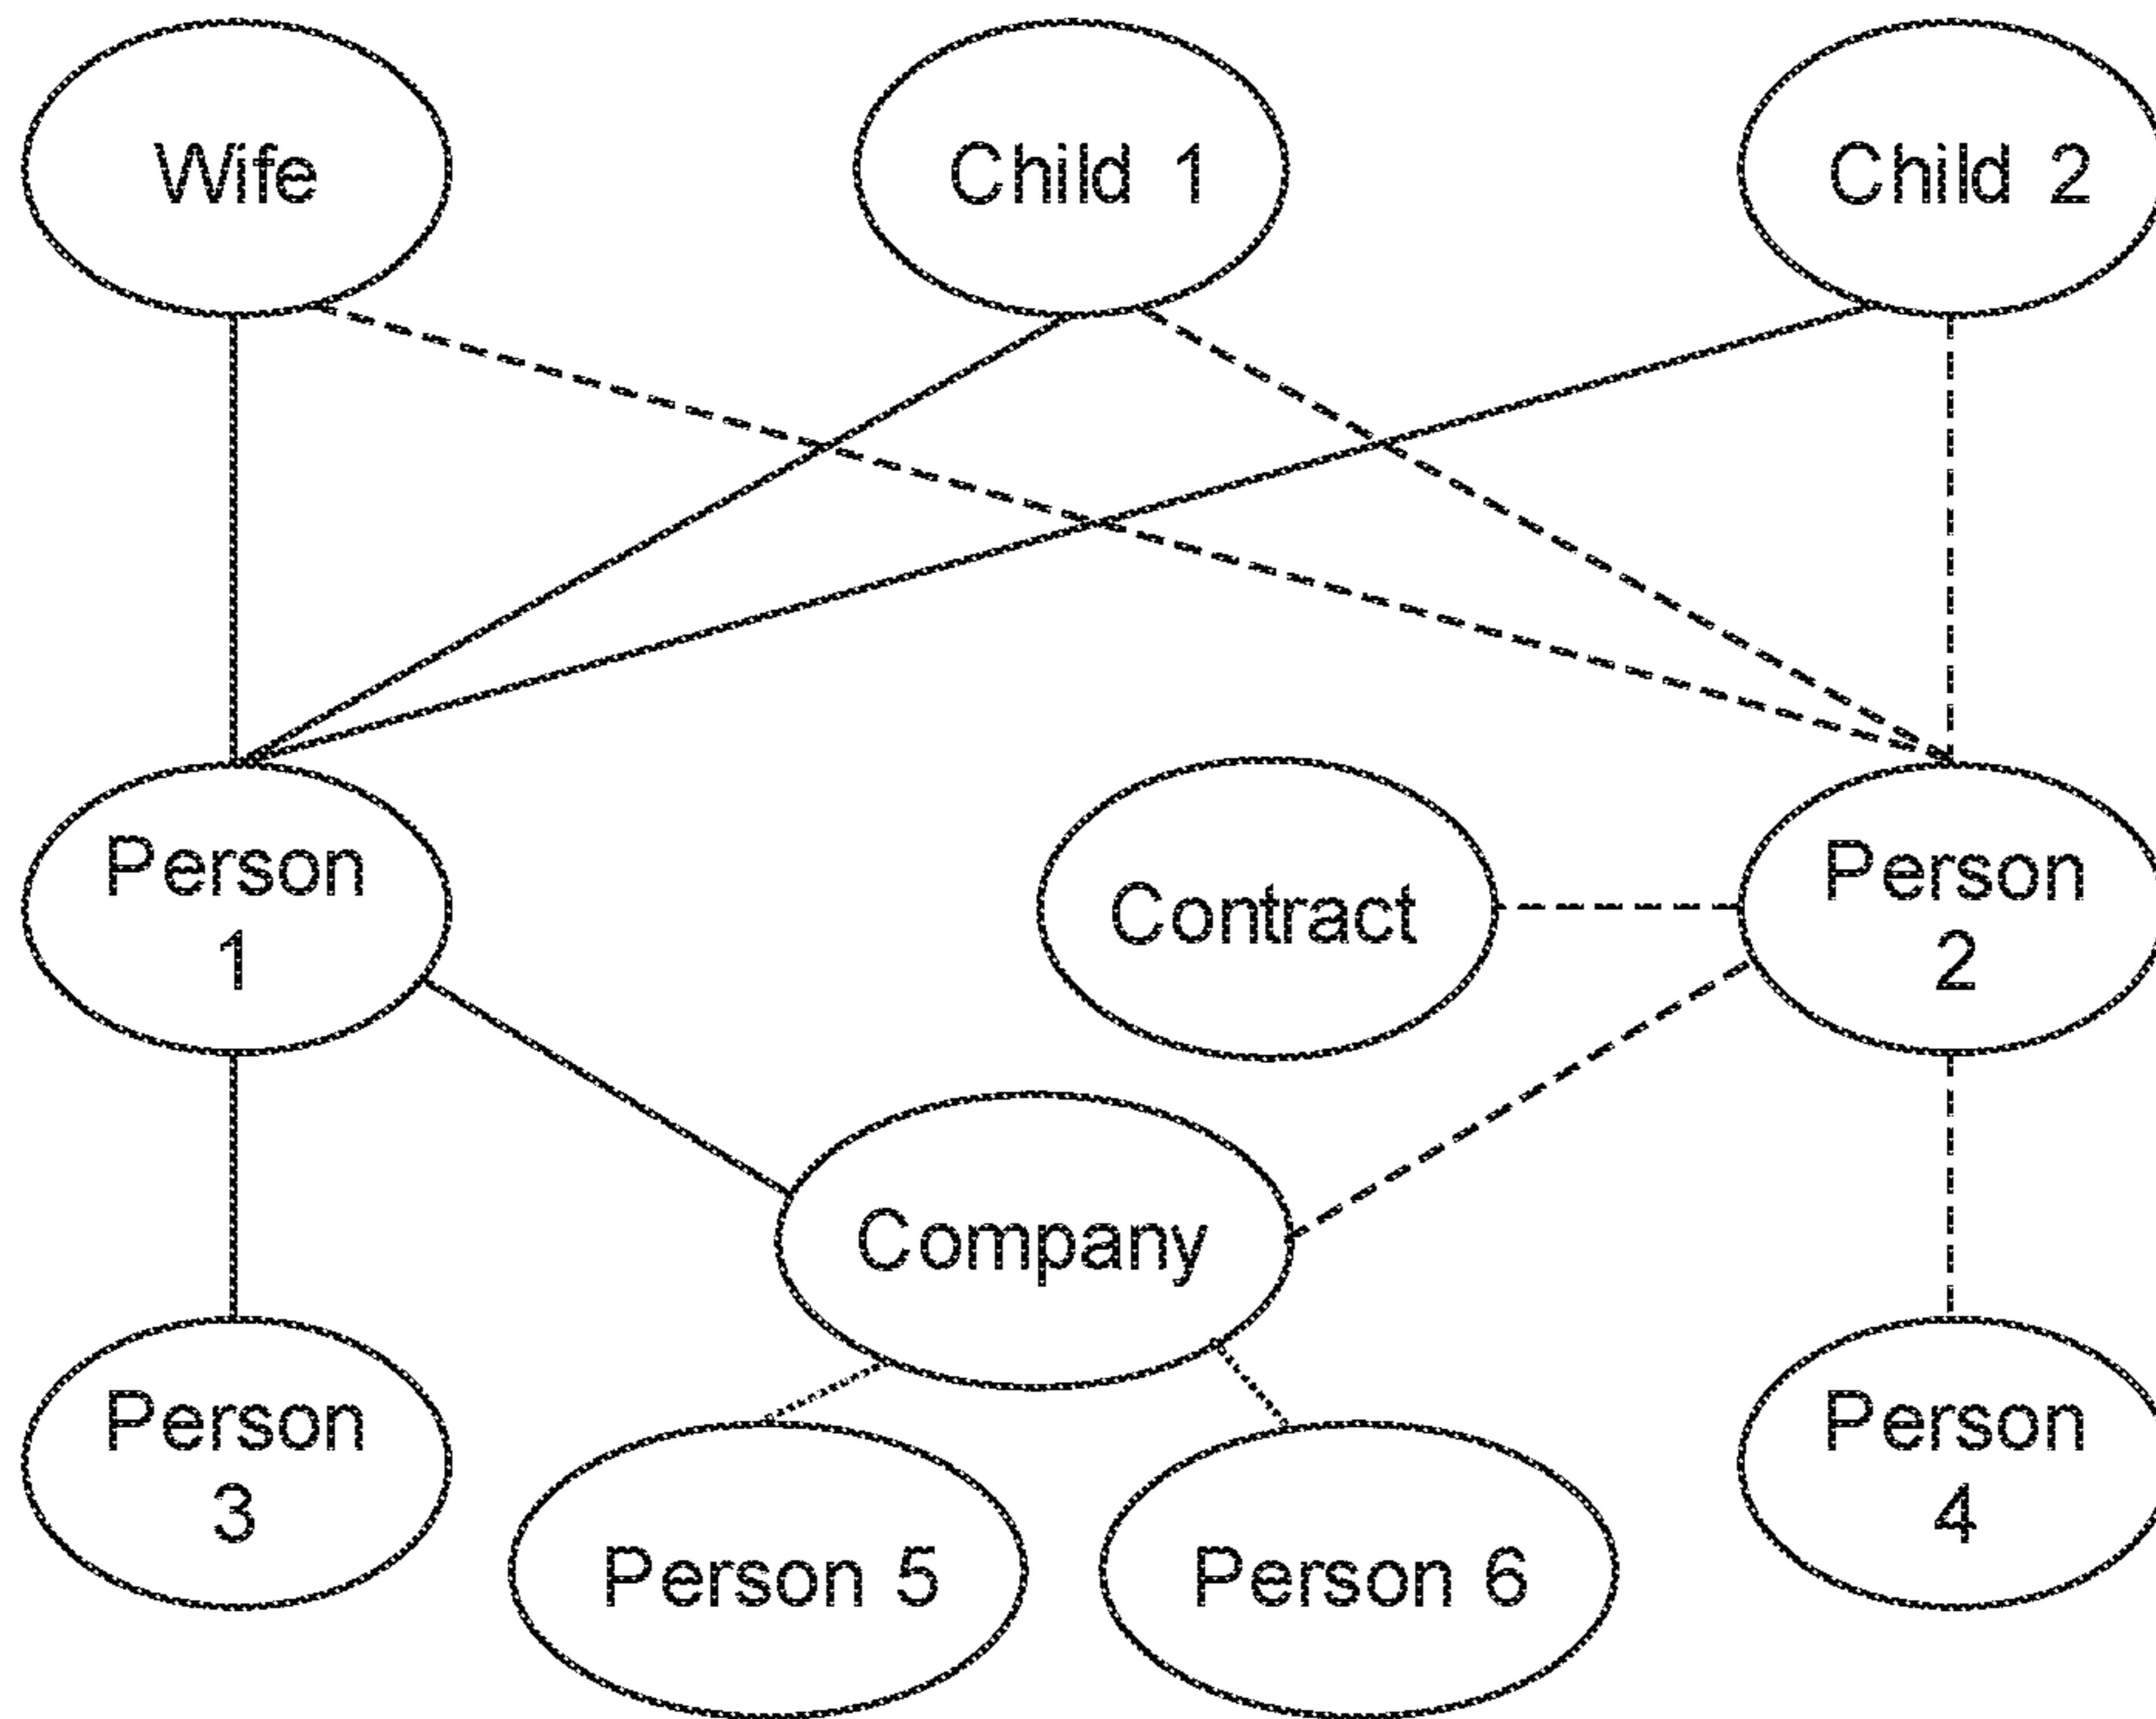 Wife
Child 1
Child 2
Person
1
Contract
Person
2
Company
Person
3
Person 5
Person 6
Person
4